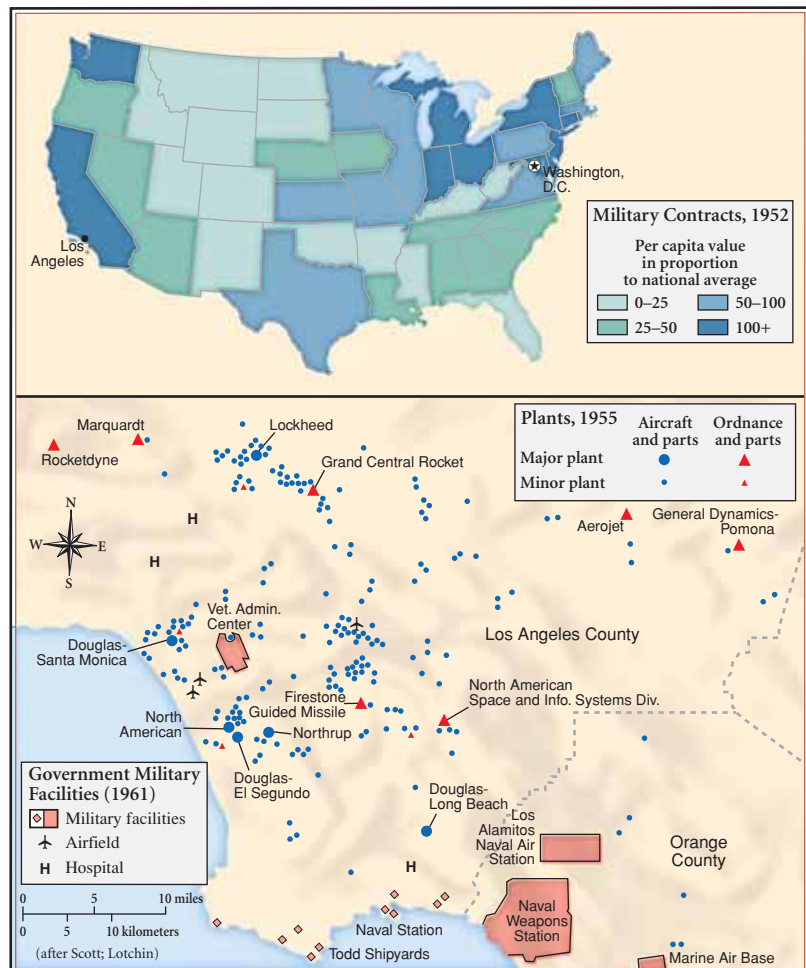 Washington,
D.C.
Los
Angeles
Military Contracts, 1952
Per capita value
in proportion
to national average
0–25
50–100
25–50
100+
Plants, 1955
Aircraft
and parts
Ordnance
and parts
Major plant
Minor plant
Marquardt
Rocketdyne
Lockheed
Grand Central Rocket
Aerojet
General Dynamics-
Pomona
N
W
E
S
H
H
Vet. Admin.
Center
Douglas-
Santa Monica
Los Angeles County
North American
Space and Info. Systems Div.
Firestone
Guided Missile
North
American
Northrup
Douglas-
El Segundo
Douglas-
Long Beach
Los
Alamitos
Naval Air
Station
Orange
County
Government Military
Facilities (1961)
Military facilities
Airfield
H Hospital
H
0 5 10 miles
0 5 10 kilometers
(after Scott; Lotchin)
Naval Station
Todd Shipyards
Naval
Weapons
Station
Marine Air Base